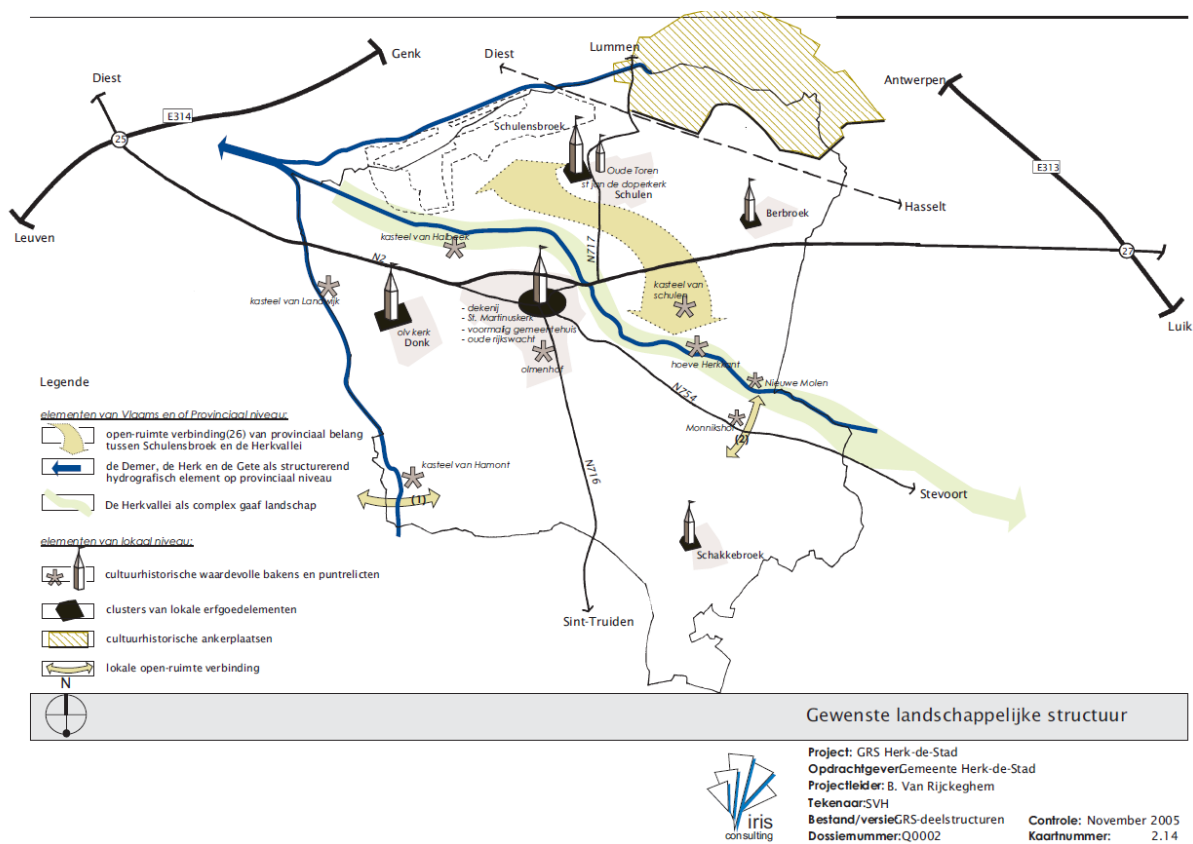 Genk
Diest
Diest
Lummen
Antwerpen
E314
25
Schulensbroek
Oude Toren
st jan de doperkerk
Schulen
E313
Berbroek
Hasselt
Leuven
kasteel van Halbeek
N717
N2
27
kasteel van Landwijk
kasteel van
schulen
- dekenij
- St. Martinuskerk
- voormalig gemeentehuis
- oude rijkswacht
olv kerk
Donk
Luik
olmenhof
hoeve Herkkant
Nieuwe Molen
N754
Monnikshof
(2)
kasteel van Hamont
(1)
N716
Stevoort
Schakkebroek
Sint-Truiden
Legende
elementen van Vlaams en of Provinciaal niveau:
open-ruimte verbinding(26) van provinciaal belang
tussen Schulensbroek en de Herkvallei
de Demer, de Herk en de Gete als structurerend
hydrografisch element op provinciaal niveau
De Herkvallei als complex gaaf landschap
elementen van lokaal niveau:
cultuurhistorische waardevolle bakens en puntrelicten
clusters van lokale erfgoedelementen
cultuurhistorische ankerplaatsen
lokale open-ruimte verbinding
N
Gewenste landschappelijke structuur
iris
consulting
Project: GRS Herk-de-Stad
Opdrachtgever:Gemeente Herk-de-Stad
Projectleider: B. Van Rijckeghem
Tekenaar:SVH
Bestand/versieGRS-deelstructuren
Dossiernummer:Q0002
Controle: November 2005
Kaartnummer: 2.14